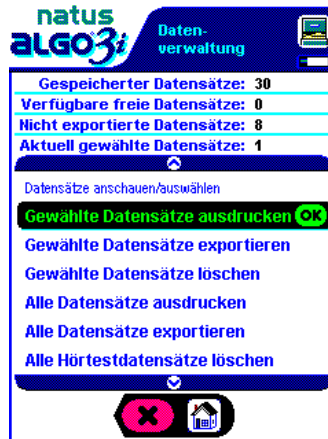 natus
ALGO3i
Daten-
verwaltung
Gespeicherter Datensätze: 30
Verfügbare freie Datensätze: 0
Nicht exportierte Datensätze: 8
Aktuell gewählte Datensätze: 1
Datensätze anschauen/auswählen
Gewählte Datensätze ausdrucken OK
Gewählte Datensätze exportieren
Gewählte Datensätze löschen
Alle Datensätze ausdrucken
Alle Datensätze exportieren
Alle Hörtestdatensätze löschen